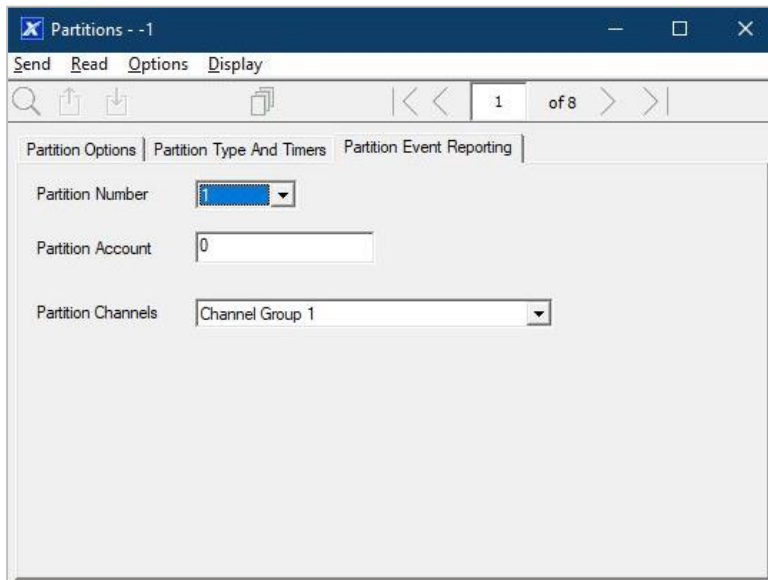 Partitions - -1
Send Read Options Display
1 of 8
Partition Options Partition Type And Timers Partition Event Reporting
Partition Number 1
Partition Account 0
Partition Channels Channel Group 1